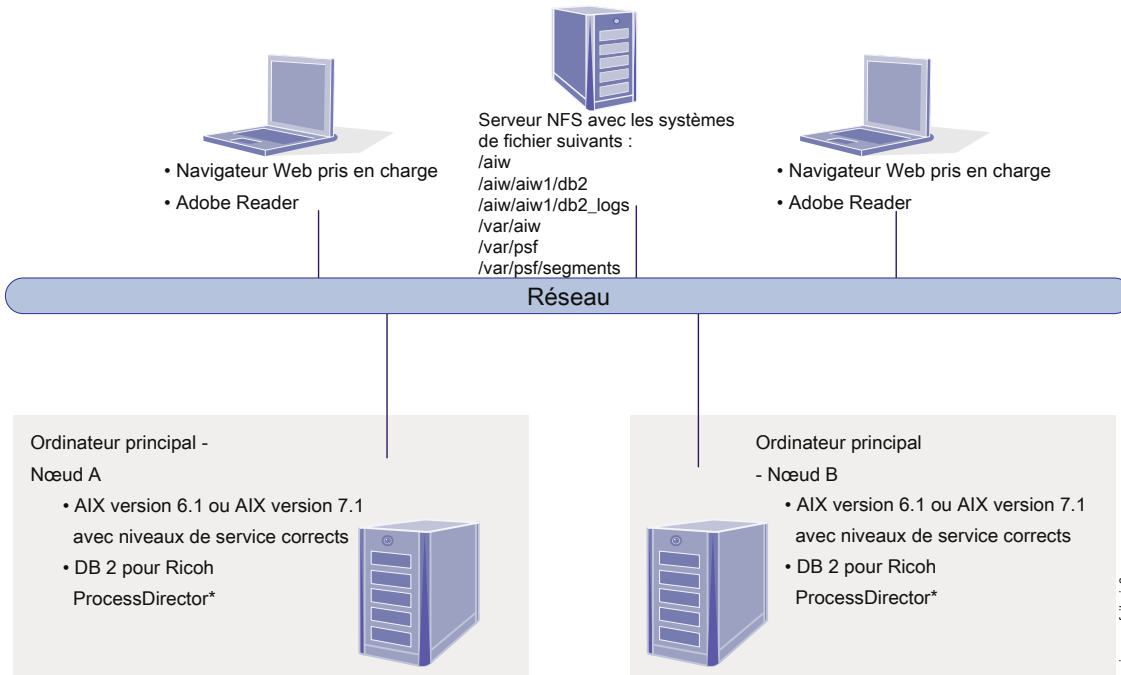 Serveur NFS avec les systèmes
de fichier suivants :
/aiw
/aiw/aiw1/db2
/aiw/aiw1/db2_logs
/var/aiw
/var/psf
/var/psf/segments
• Navigateur Web pris en charge
• Adobe Reader
• Navigateur Web pris en charge
• Adobe Reader
Réseau
Ordinateur principal -
Nœud A
• AIX version 6.1 ou AIX version 7.1
avec niveaux de service corrects
• DB 2 pour Ricoh
ProcessDirector*
Ordinateur principal
- Nœud B
• AIX version 6.1 ou AIX version 7.1
avec niveaux de service corrects
• DB 2 pour Ricoh
ProcessDirector*